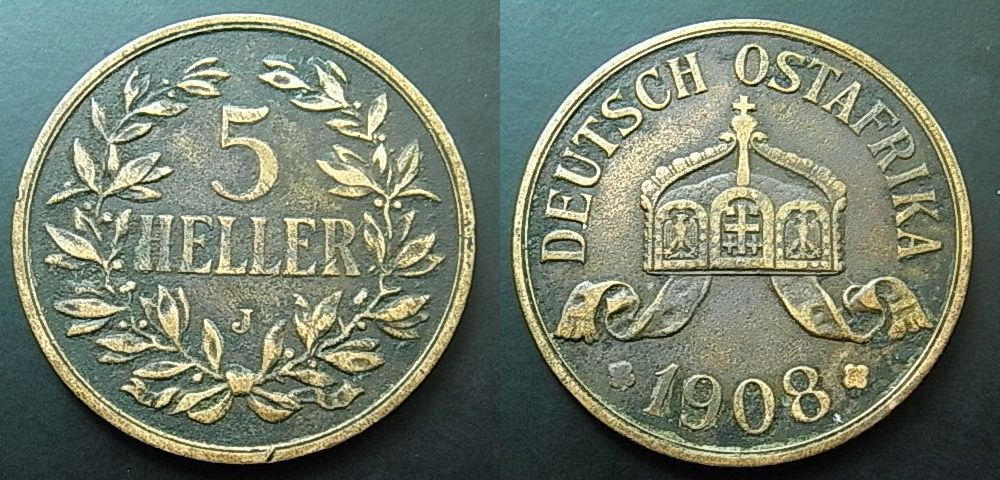 5
HELLER
J
DEUTSCH OSTAFRIKA
1908